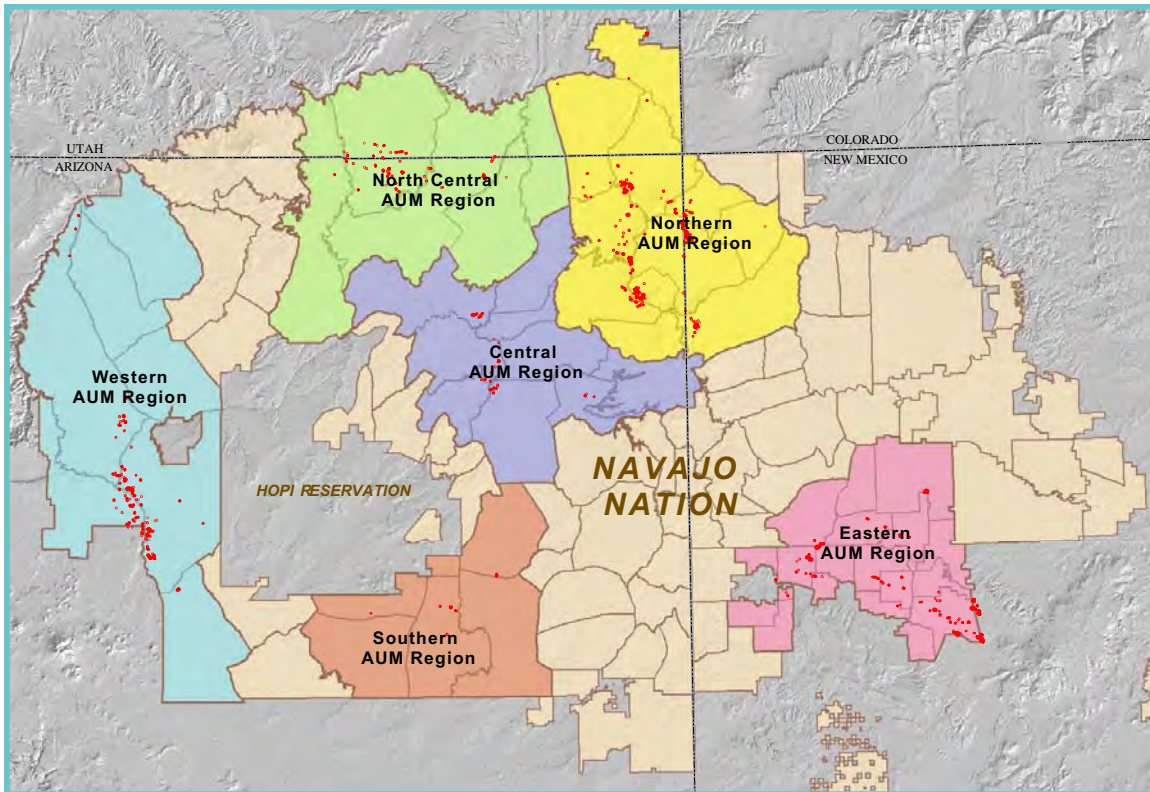 COLORADO
NEW MEXICO
UTAH
ARIZONA
North Central
AUM Region
Northern
AUM Region
Central
AUM Region
Western
AUM Region
NAVAJO
NATION
HOPI RESERVATION
Eastern
AUM Region
Southern
AUM Region